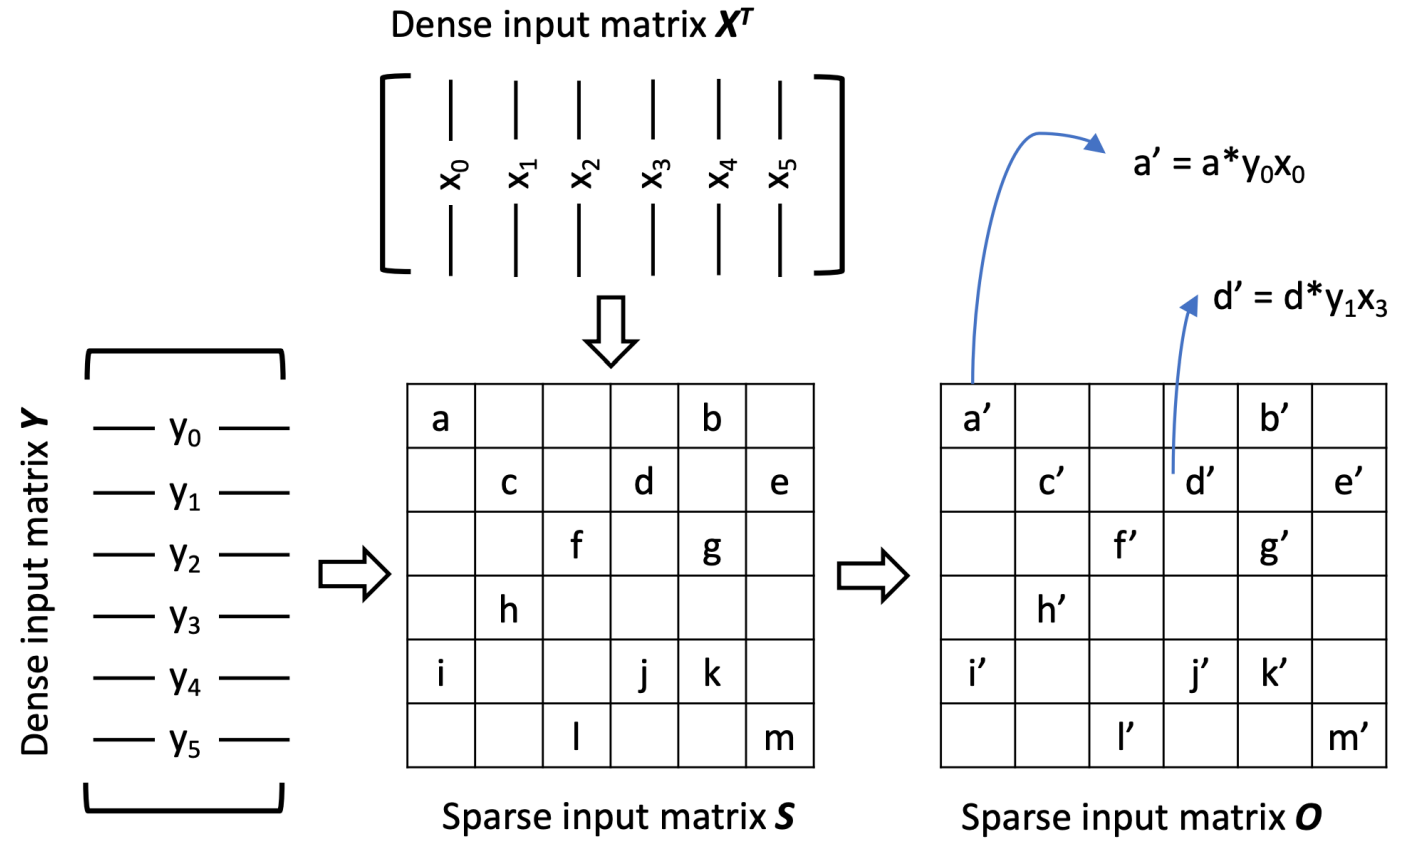 Dense input matrix Xᵀ
x₀ x₁ x₂ x₃ x₄ x₅
a′ = a*y₀x₀
d′ = d*y₁x₃
Dense input matrix Y
y₀
y₁
y₂
y₃
y₄
y₅
a b
c d e
f g
h
i j k
l m
Sparse input matrix S
a′ b′
c′ d′ e′
f′ g′
h′
i′ j′ k′
l′ m′
Sparse input matrix O